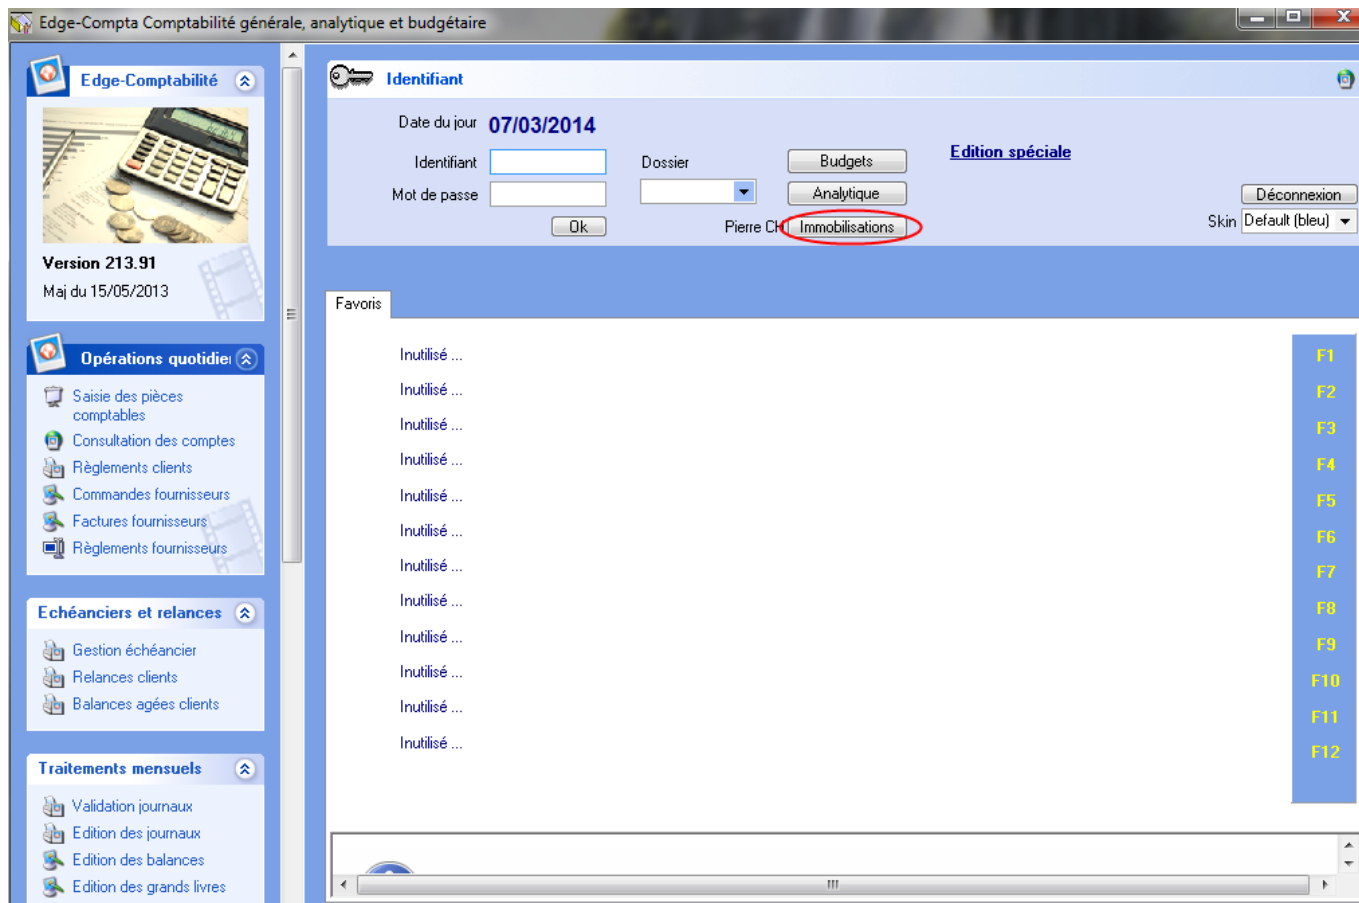 Edge-Compta Comptabilité générale, analytique et budgétaire
Edge-Comptabilité
Version 213.91
Maj du 15/05/2013
Opérations quotidie
Saisie des pièces
comptables
Consultation des comptes
Règlements clients
Commandes fournisseurs
Factures fournisseurs
Règlements fournisseurs
Echéanciers et relances
Gestion échéancier
Relances clients
Balances agées clients
Traitements mensuels
Validation journaux
Edition des journaux
Edition des balances
Edition des grands livres
Identifiant
Date du jour 07/03/2014
Identifiant Dossier Budgets Edition spéciale
Mot de passe Analytique Déconnexion
Ok Pierre CH Immobilisations Skin Default (bleu)
Favoris
Inutilisé ... F1
Inutilisé ... F2
Inutilisé ... F3
Inutilisé ... F4
Inutilisé ... F5
Inutilisé ... F6
Inutilisé ... F7
Inutilisé ... F8
Inutilisé ... F9
Inutilisé ... F10
Inutilisé ... F11
Inutilisé ... F12